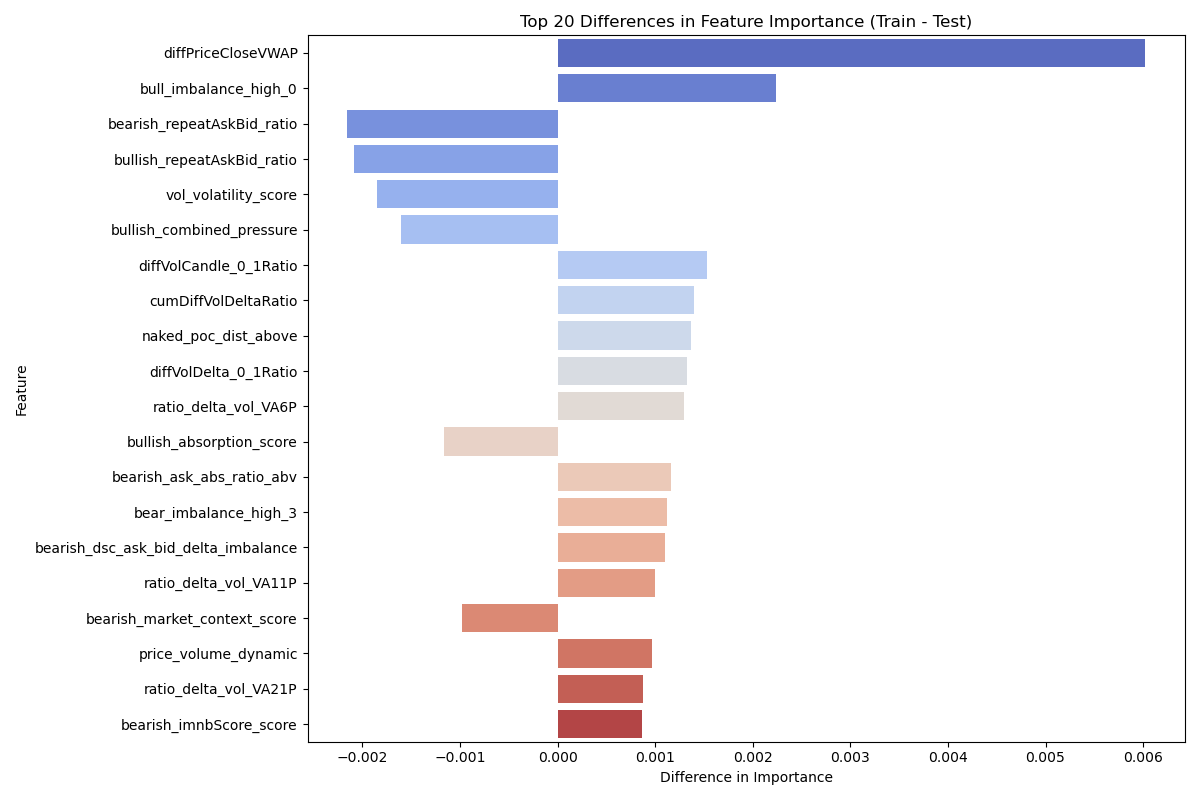 Top 20 Differences in Feature Importance (Train - Test)
diffPriceCloseVWAP
bull_imbalance_high_0
bearish_repeatAskBid_ratio
bullish_repeatAskBid_ratio
vol_volatility_score
bullish_combined_pressure
diffVolCandle_0_1Ratio
cumDiffVolDeltaRatio
naked_poc_dist_above
diffVolDelta_0_1Ratio
ratio_delta_vol_VA6P
bullish_absorption_score
bearish_ask_abs_ratio_abv
bear_imbalance_high_3
bearish_dsc_ask_bid_delta_imbalance
ratio_delta_vol_VA11P
bearish_market_context_score
price_volume_dynamic
ratio_delta_vol_VA21P
bearish_imnbScore_score
Feature
−0.002 −0.001 0.000 0.001 0.002 0.003 0.004 0.005 0.006
Difference in Importance